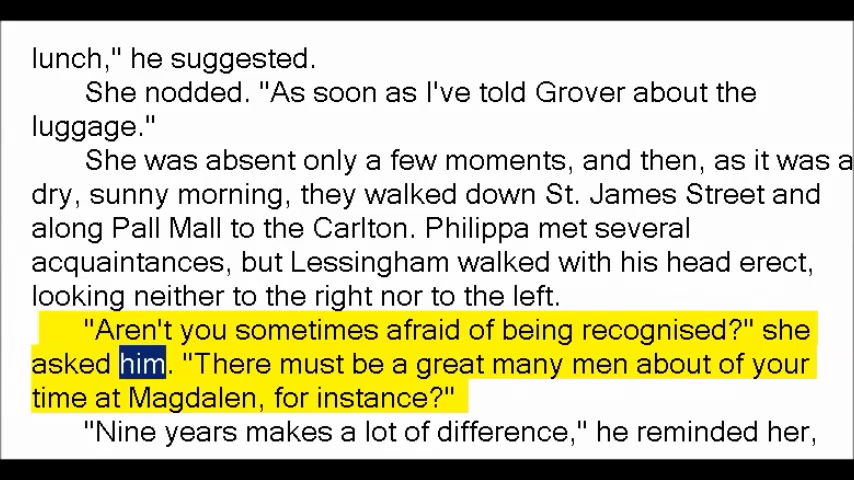 lunch," he suggested.
She nodded. "As soon as I've told Grover about the
luggage."
She was absent only a few moments, and then, as it was a
dry, sunny morning, they walked down St. James Street and
along Pall Mall to the Carlton. Philippa met several
acquaintances, but Lessingham walked with his head erect,
looking neither to the right nor to the left.
"Aren't you sometimes afraid of being recognised?" she
asked him. "There must be a great many men about of your
time at Magdalen, for instance?"
"Nine years makes a lot of difference," he reminded her,